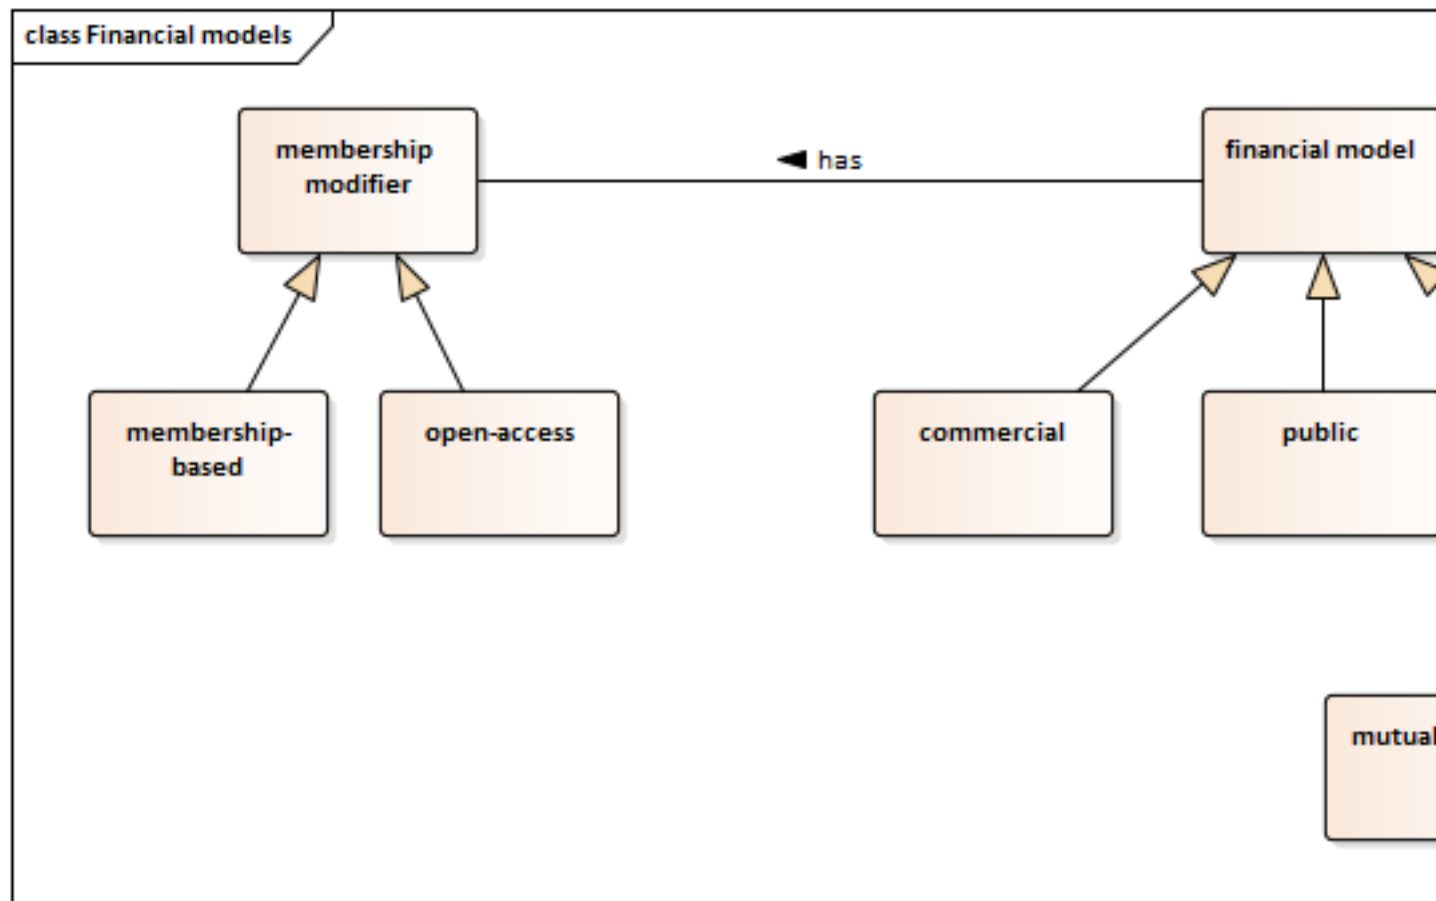 class Financial models
membership
modifier
has
financial model
membership-
based
open-access
commercial
public
mutual